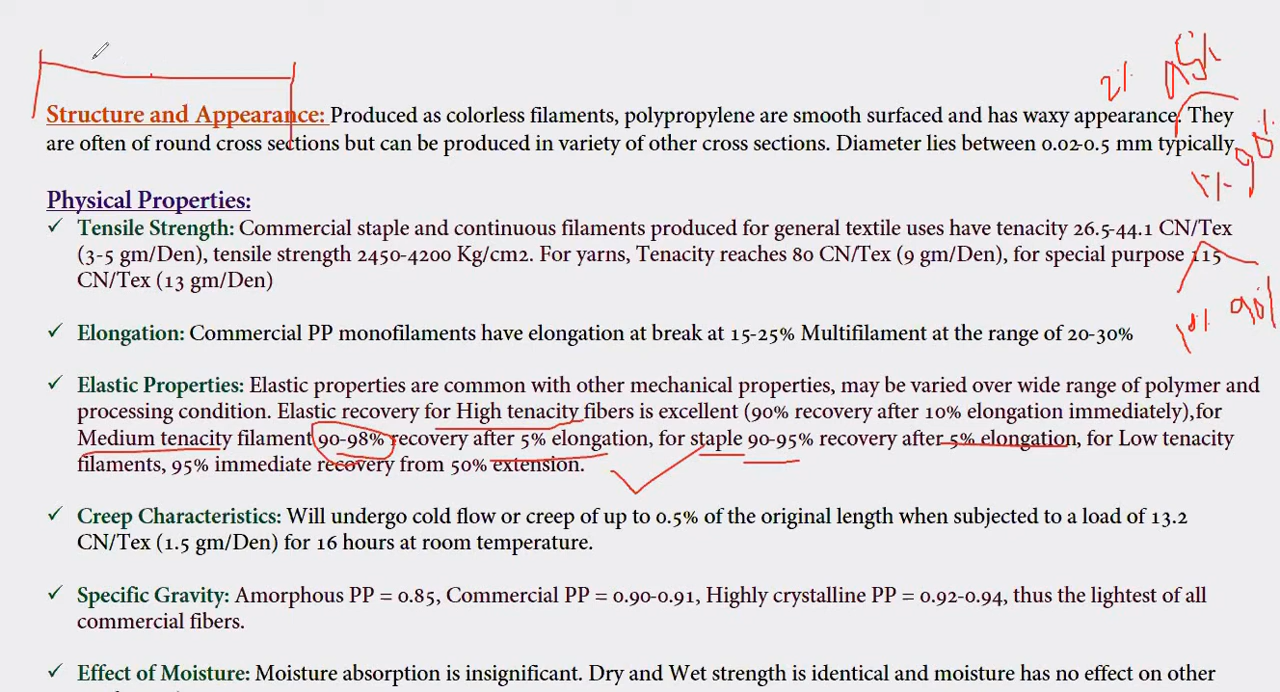 Structure and Appearance: Produced as colorless filaments, polypropylene are smooth surfaced and has waxy appearance. They
are often of round cross sections but can be produced in variety of other cross sections. Diameter lies between 0.02-0.5 mm typically
Physical Properties:
✓ Tensile Strength: Commercial staple and continuous filaments produced for general textile uses have tenacity 26.5-44.1 CN/Tex
(3-5 gm/Den), tensile strength 2450-4200 Kg/cm2. For yarns, Tenacity reaches 80 CN/Tex (9 gm/Den), for special purpose 115
CN/Tex (13 gm/Den)
✓ Elongation: Commercial PP monofilaments have elongation at break at 15-25% Multifilament at the range of 20-30%
✓ Elastic Properties: Elastic properties are common with other mechanical properties, may be varied over wide range of polymer and
processing condition. Elastic recovery for High tenacity fibers is excellent (90% recovery after 10% elongation immediately),for
Medium tenacity filament 90-98% recovery after 5% elongation, for staple 90-95% recovery after 5% elongation, for Low tenacity
filaments, 95% immediate recovery from 50% extension.
✓ Creep Characteristics: Will undergo cold flow or creep of up to 0.5% of the original length when subjected to a load of 13.2
CN/Tex (1.5 gm/Den) for 16 hours at room temperature.
✓ Specific Gravity: Amorphous PP = 0.85, Commercial PP = 0.90-0.91, Highly crystalline PP = 0.92-0.94, thus the lightest of all
commercial fibers.
✓ Effect of Moisture: Moisture absorption is insignificant. Dry and Wet strength is identical and moisture has no effect on other
2%
90%
90%